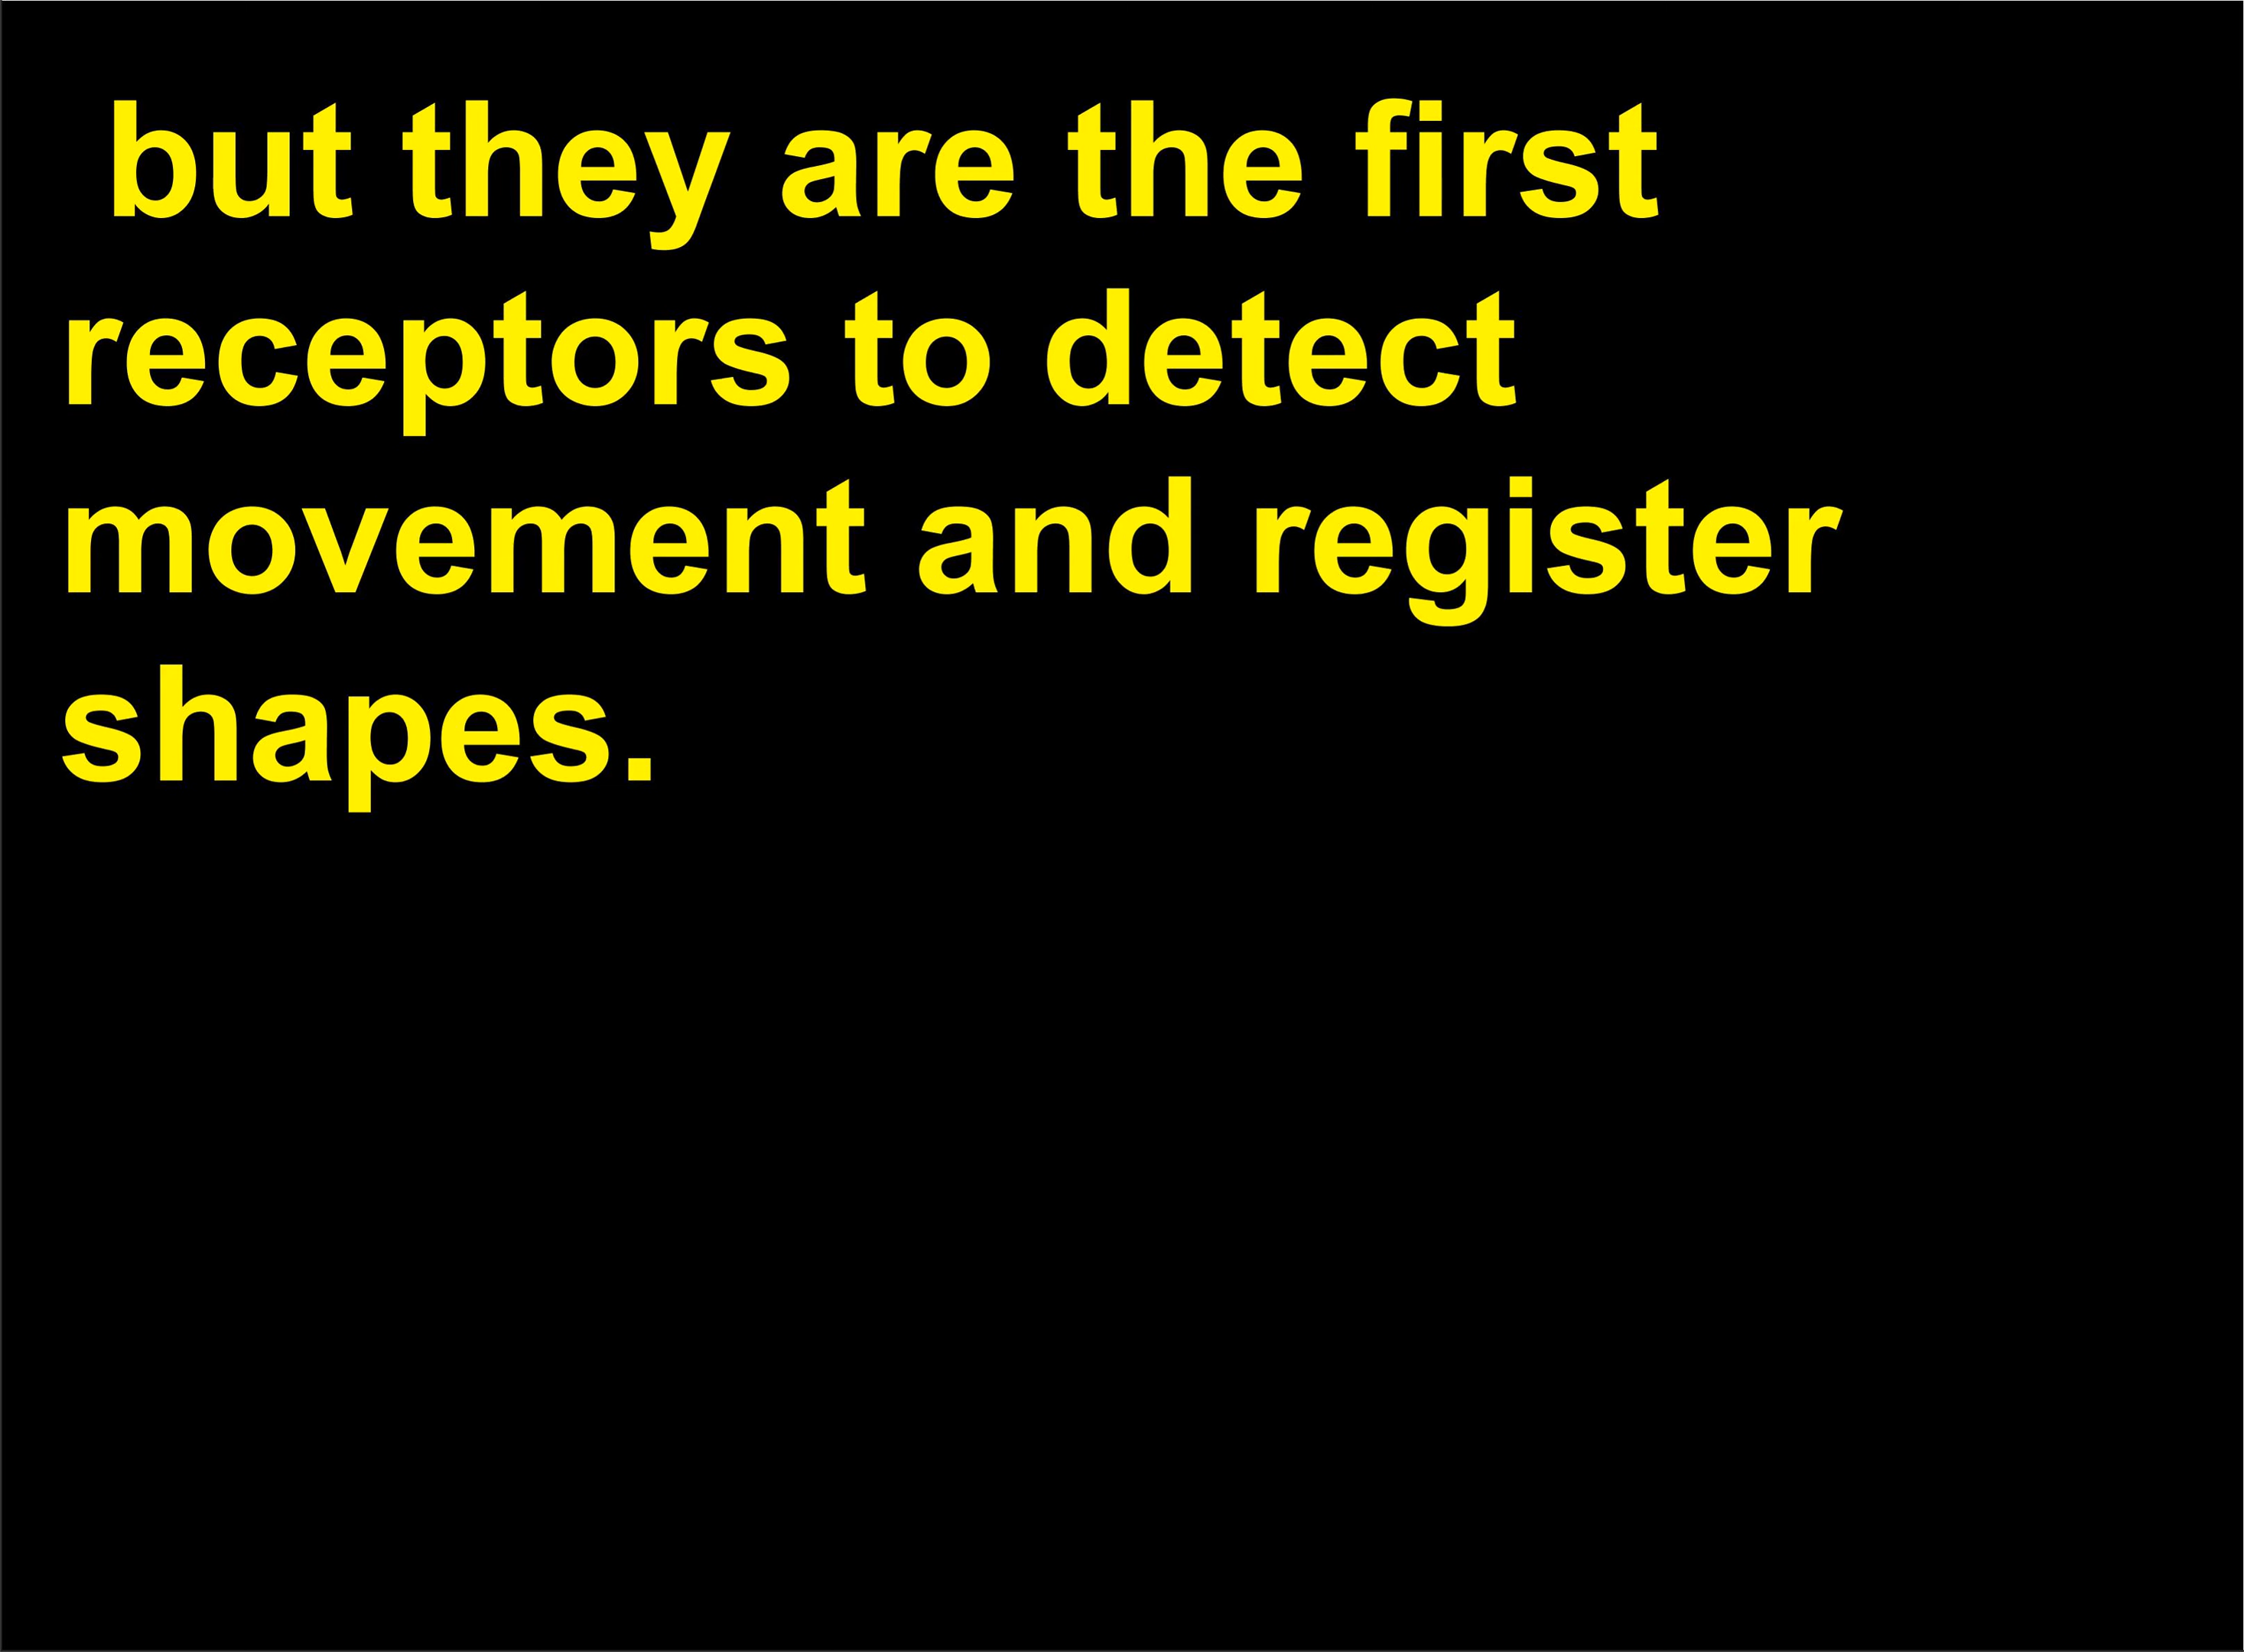 but they are the first
receptors to detect
movement and register
shapes.